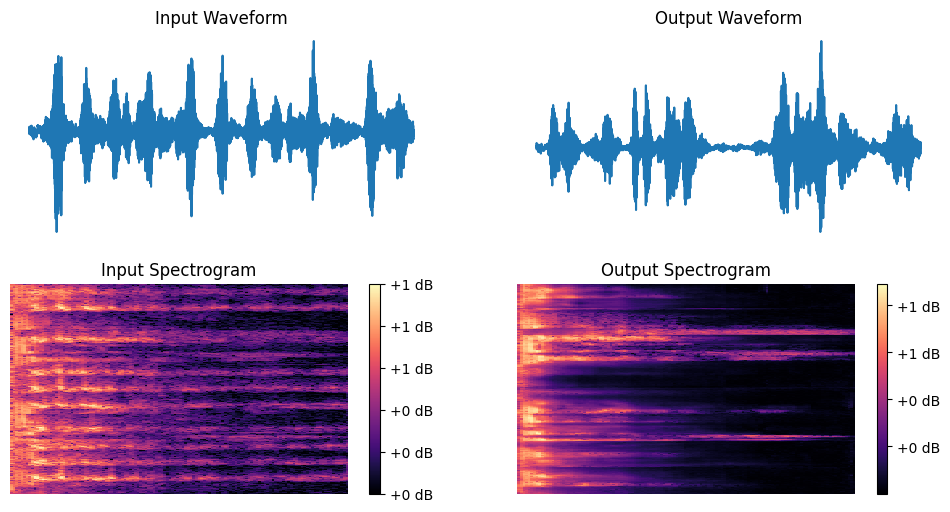 Input Waveform
Output Waveform
Input Spectrogram
+1 dB
+1 dB
+1 dB
+0 dB
+0 dB
+0 dB
Output Spectrogram
+1 dB
+1 dB
+0 dB
+0 dB